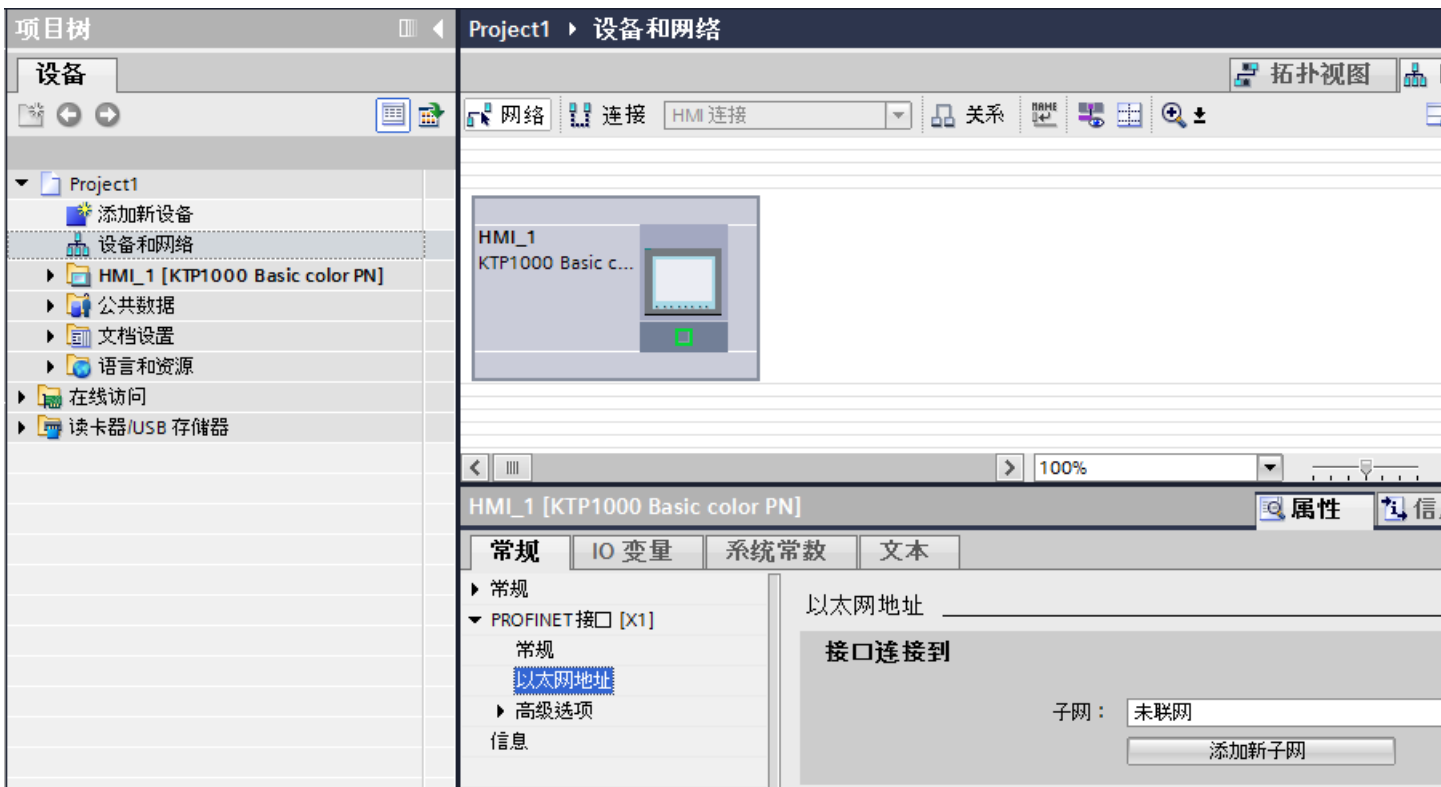 项目树
设备
Project1
添加新设备
设备和网络
HMI_1 [KTP1000 Basic color PN]
公共数据
文档设置
语言和资源
在线访问
读卡器/USB 存储器
Project1 ▸ 设备和网络
拓扑视图
网络 连接 HMI 连接 关系
HMI_1
KTP1000 Basic c...
100%
HMI_1 [KTP1000 Basic color PN]
属性 信
常规 IO 变量 系统常数 文本
常规
PROFINET接口 [X1]
常规
以太网地址
高级选项
信息
以太网地址
接口连接到
子网： 未联网
添加新子网